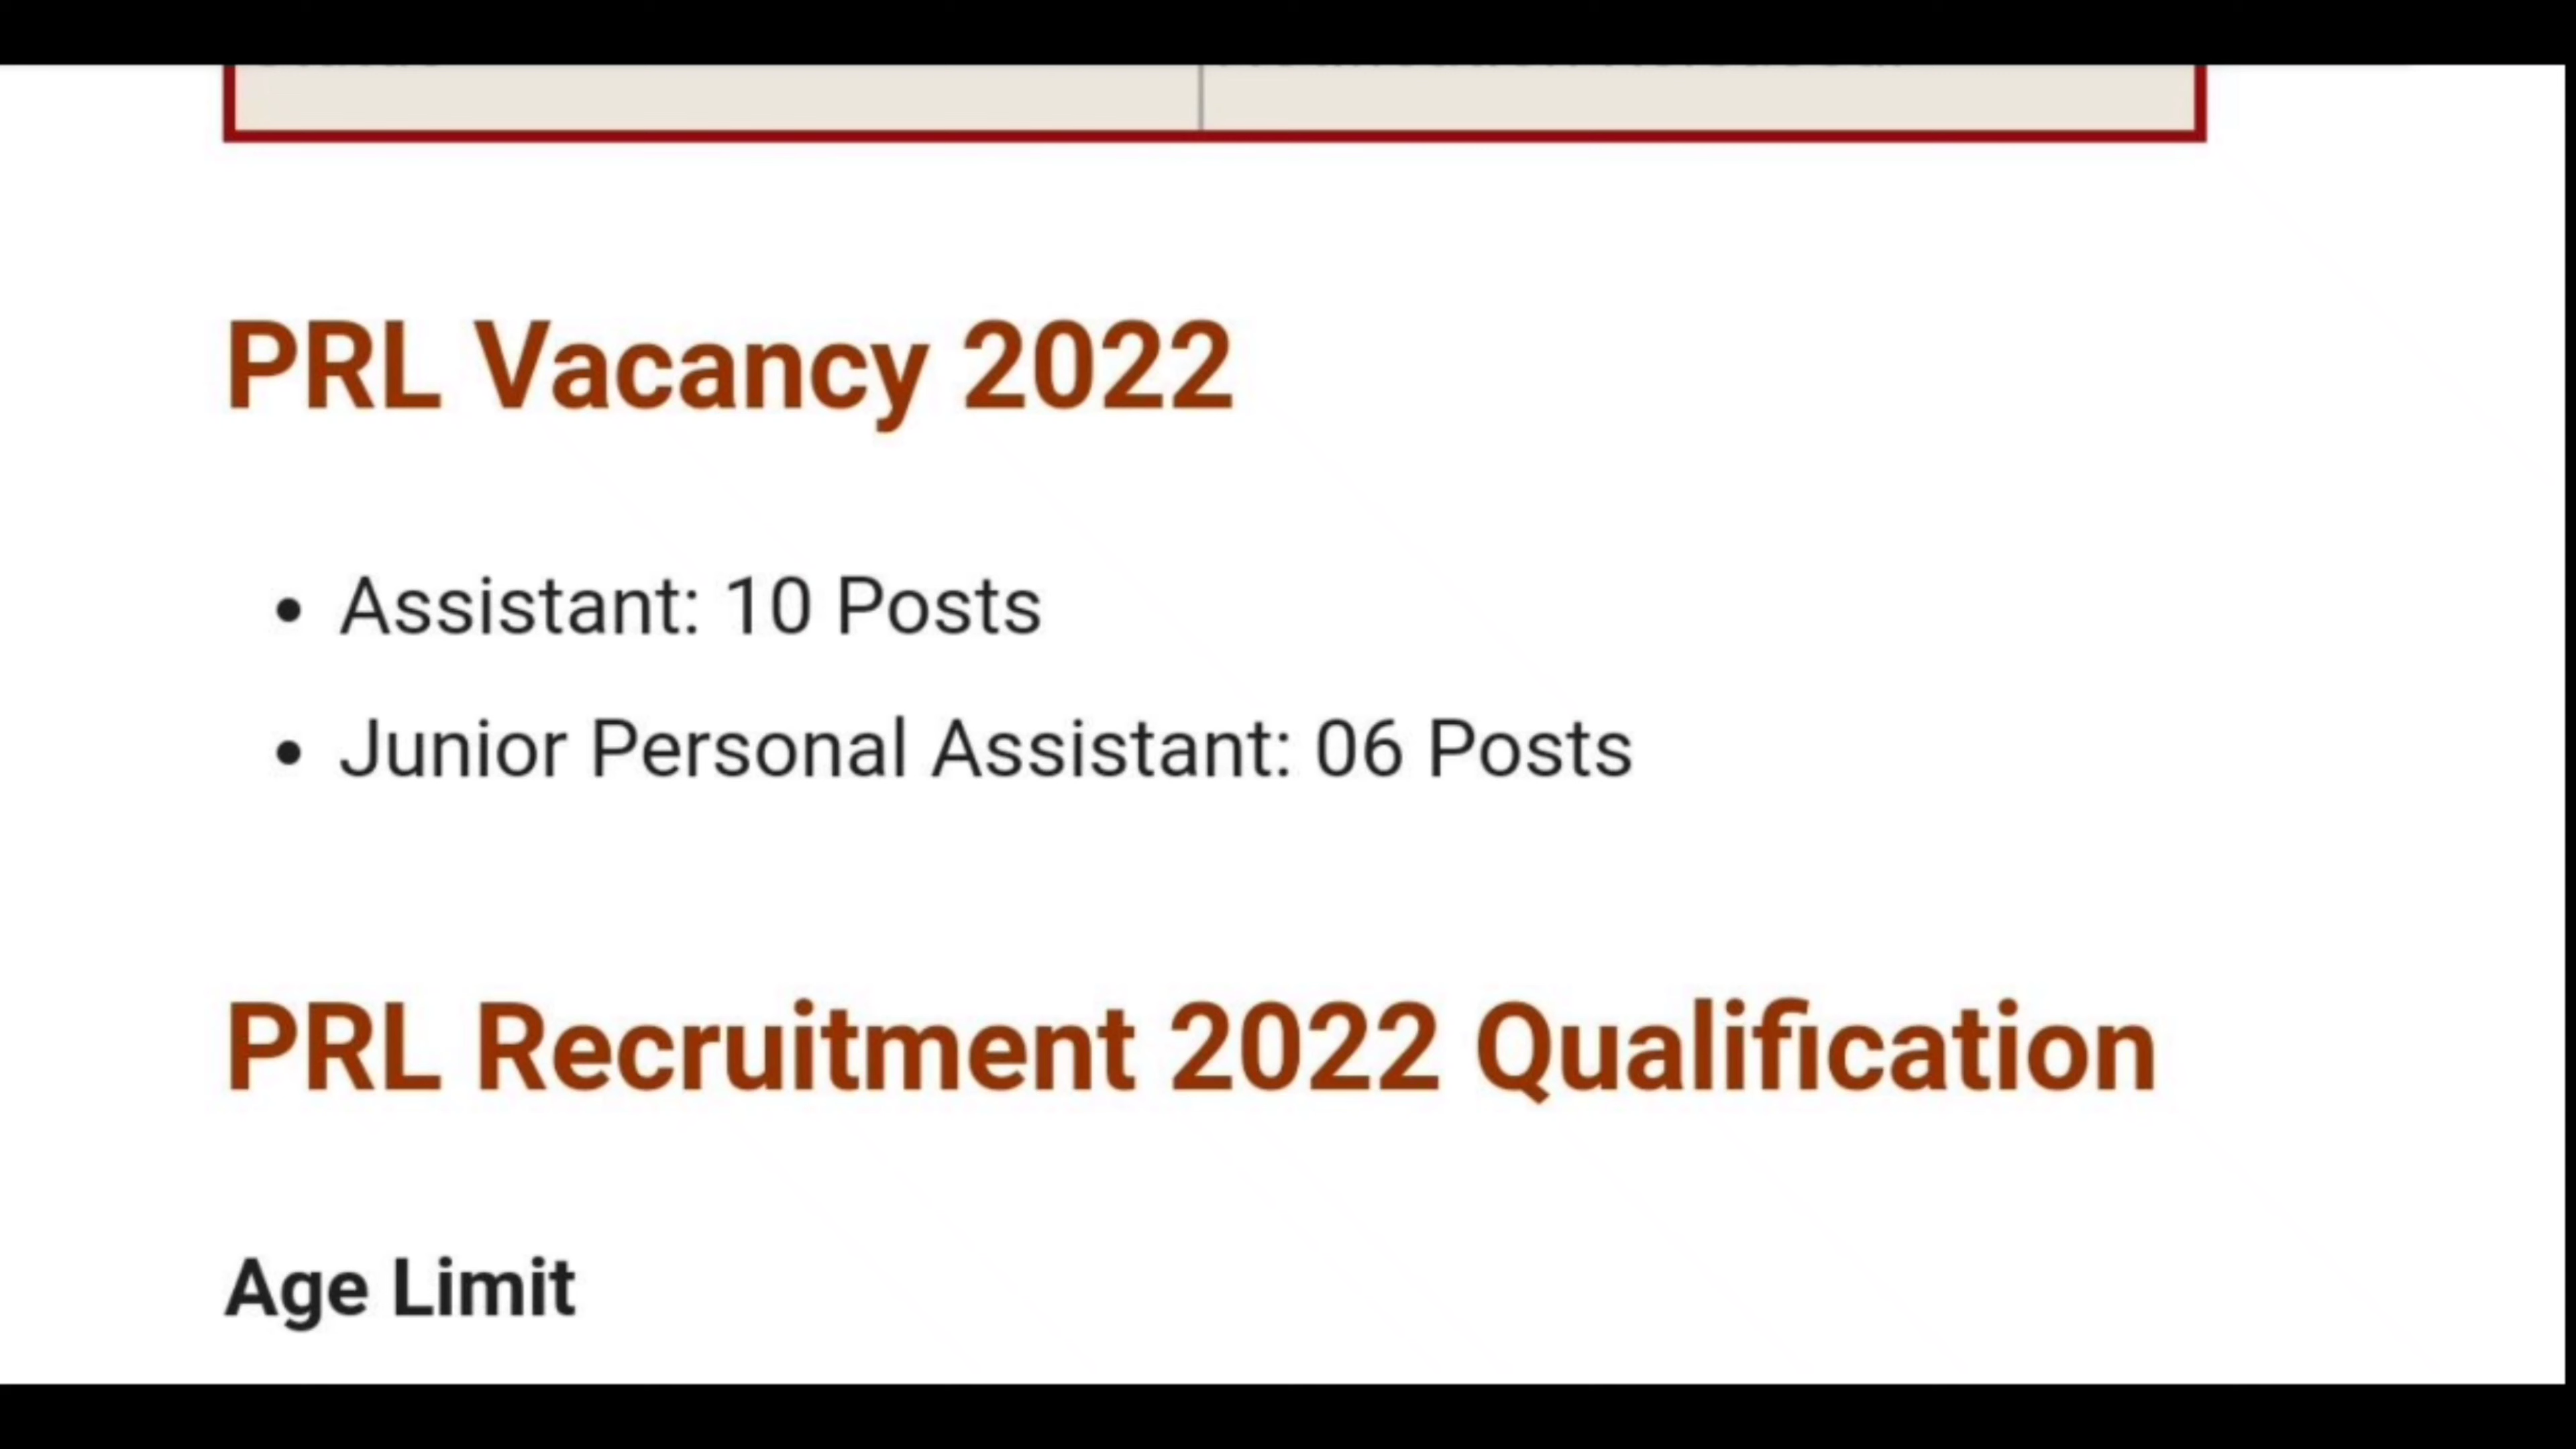 PRL Vacancy 2022
Assistant: 10 Posts
Junior Personal Assistant: 06 Posts
PRL Recruitment 2022 Qualification
Age Limit